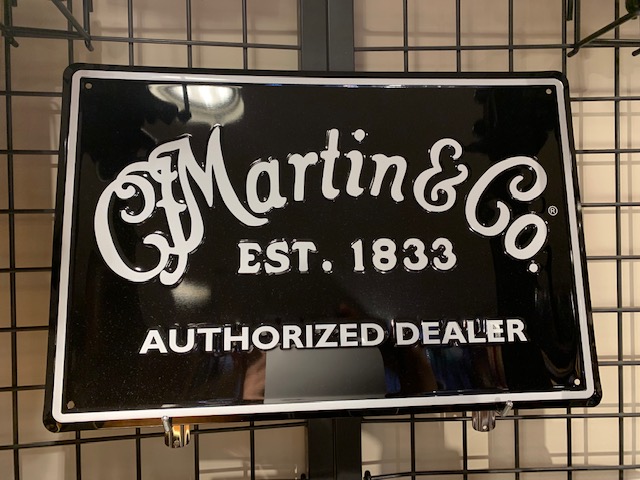 CFMartin & Co.®
EST. 1833
AUTHORIZED DEALER